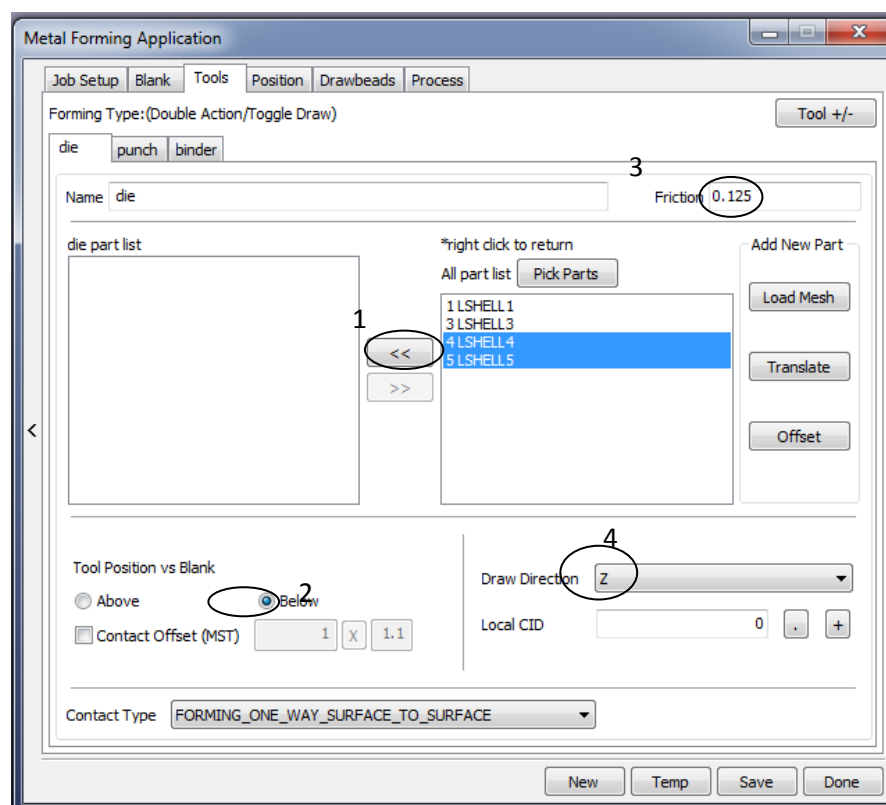 Metal Forming Application
Job Setup Blank Tools Position Drawbeads Process
Forming Type:(Double Action/Toggle Draw) Tool +/-
die punch binder
3
Name die Friction 0.125
die part list *right click to return Add New Part
All part list Pick Parts
1 LSHELL1 Load Mesh
3 LSHELL3
1 4 LSHELL4
<< 5 LSHELL5 Translate
>>
< Offset
4
Tool Position vs Blank
Draw Direction Z
2
Above Below
Contact Offset (MST) 1 X 1.1 Local CID 0 . +
Contact Type FORMING_ONE_WAY_SURFACE_TO_SURFACE
New Temp Save Done